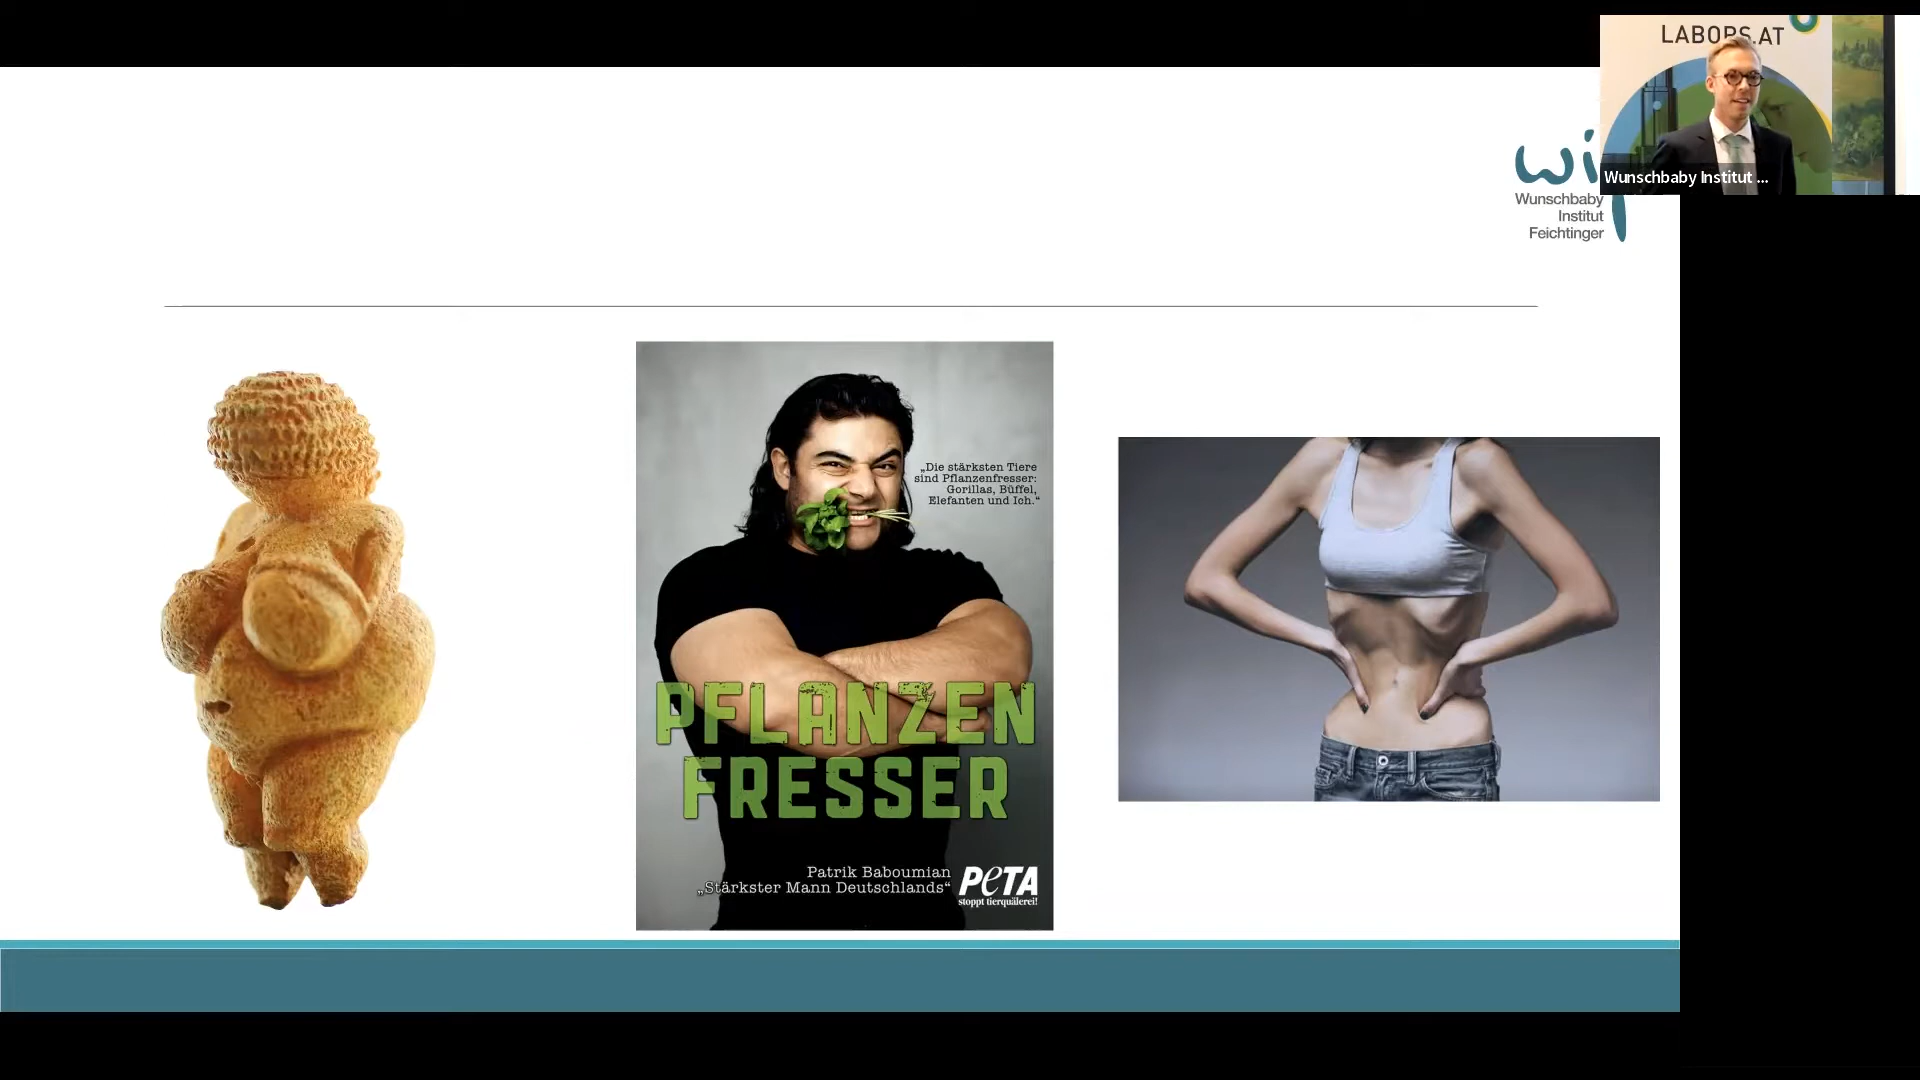 LABORS.AT
Wunschbaby Institut ...
wif
Wunschbaby
Institut
Feichtinger
„Die stärksten Tiere
sind Pflanzenfresser:
Gorillas, Büffel,
Elefanten und Ich.“
PFLANZEN
FRESSER
Patrik Baboumian
„Stärkster Mann Deutschlands“
PeTA
stoppt tierquälerei!